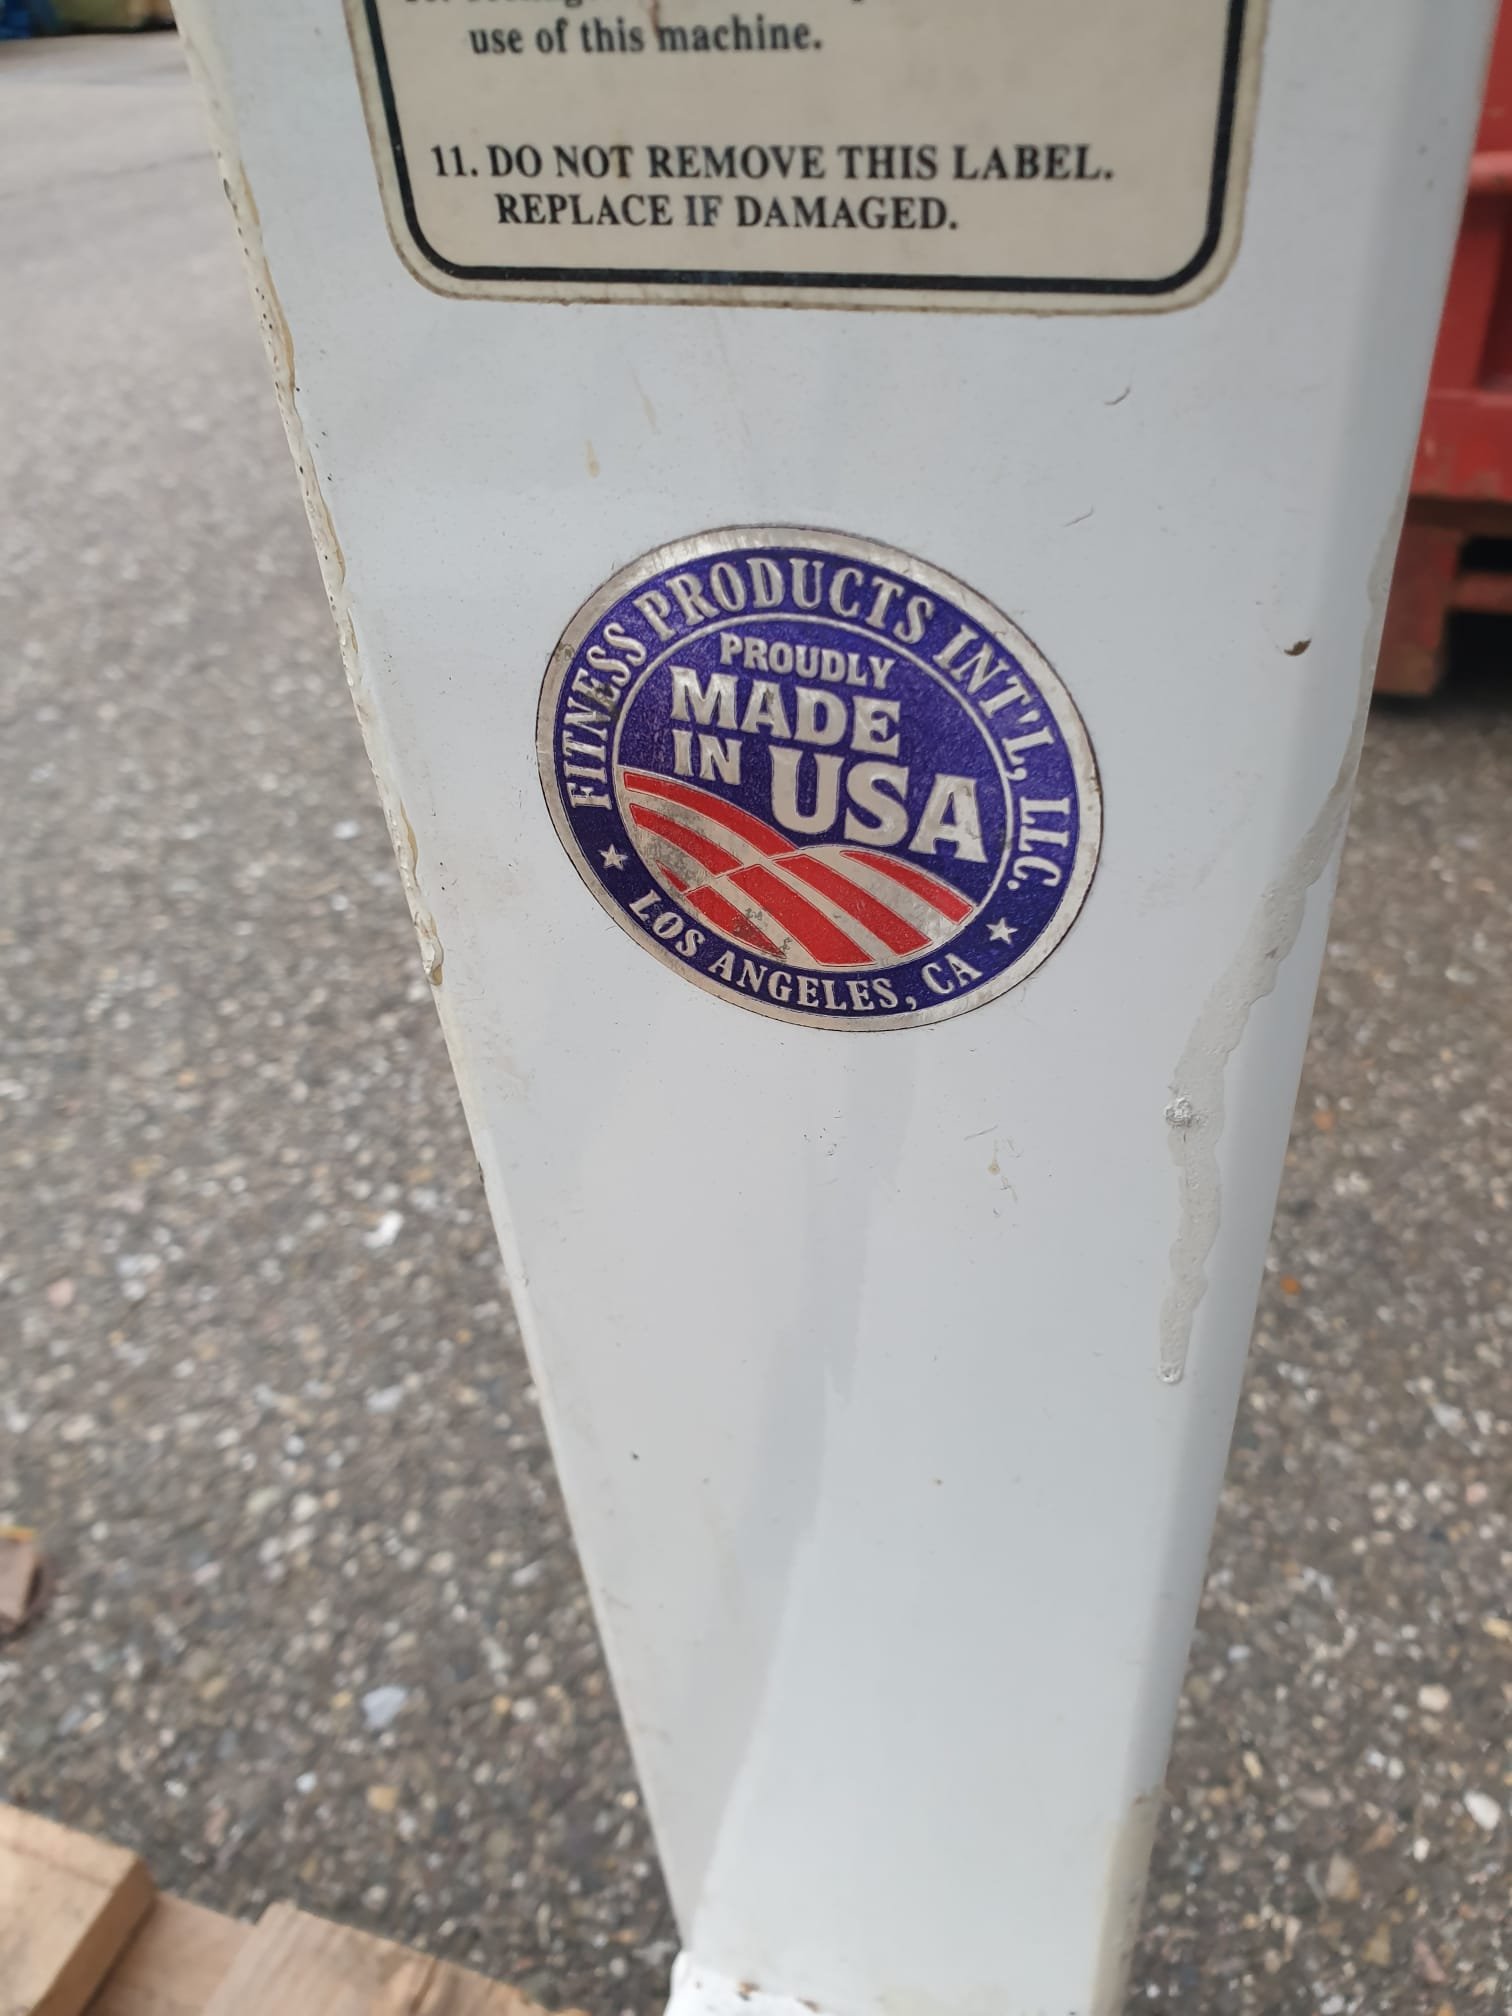 use of this machine.
11. DO NOT REMOVE THIS LABEL.
REPLACE IF DAMAGED.
FITNESS PRODUCTS INT'L, LLC.
PROUDLY
MADE
IN USA
LOS ANGELES, CA